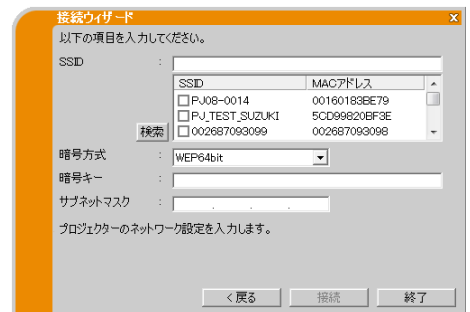 接続ウィザード
以下の項目を入力してください。
SSID :
SSID MACアドレス
PJ08-0014 00160183BE79
PJ_TEST_SUZUKI 5CD99820BF3E
検索 002687093099 002687093098
暗号方式 : WEP64bit
暗号キー :
サブネットマスク : . . .
プロジェクターのネットワーク設定を入力します。
<戻る 接続 終了